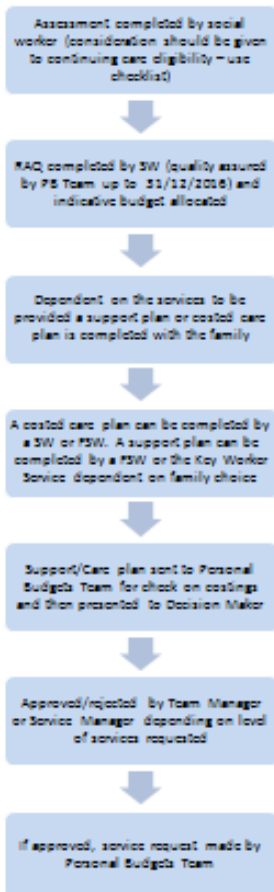 Assessment completed by social
worker (consideration should be given
to continuing care eligibility – use
checklist)
RAQ completed by SW (quality assured
by PB Team up to 31/12/2016) and
indicative budget allocated
Dependent on the services to be
provided a support plan or costed care
plan is completed with the family
A costed care plan can be completed by
a SW or FSW. A support plan can be
completed by a FSW or the Key Worker
Service dependent on family choice
Support/Care plan sent to Personal
Budgets Team for check on costings
and then presented to Decision Maker
Approved/rejected by Team Manager
or Service Manager depending on level
of services requested
If approved, service request made by
Personal Budgets Team